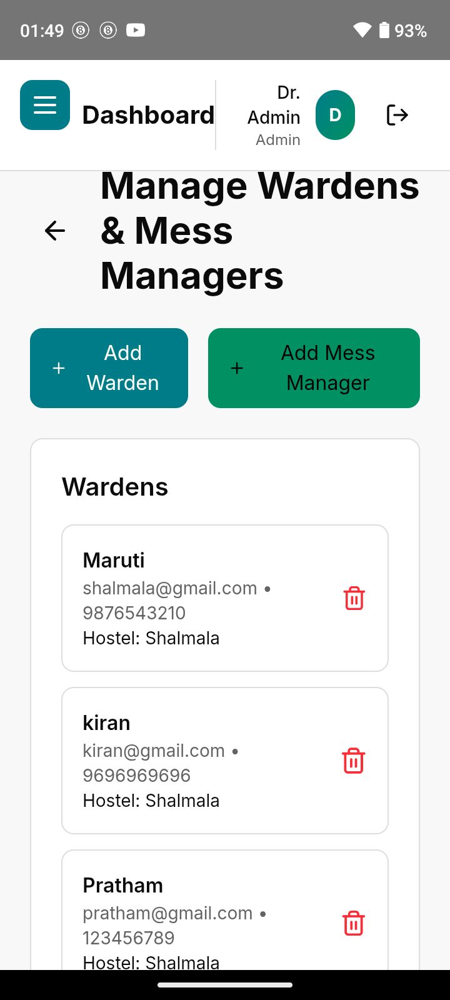 01:49
93%
Dashboard
Dr.
Admin
Admin
D
Manage Wardens
& Mess
Managers
+ Add
Warden
+ Add Mess
Manager
Wardens
Maruti
shalmala@gmail.com •
9876543210
Hostel: Shalmala
kiran
kiran@gmail.com •
9696969696
Hostel: Shalmala
Pratham
pratham@gmail.com •
123456789
Hostel: Shalmala